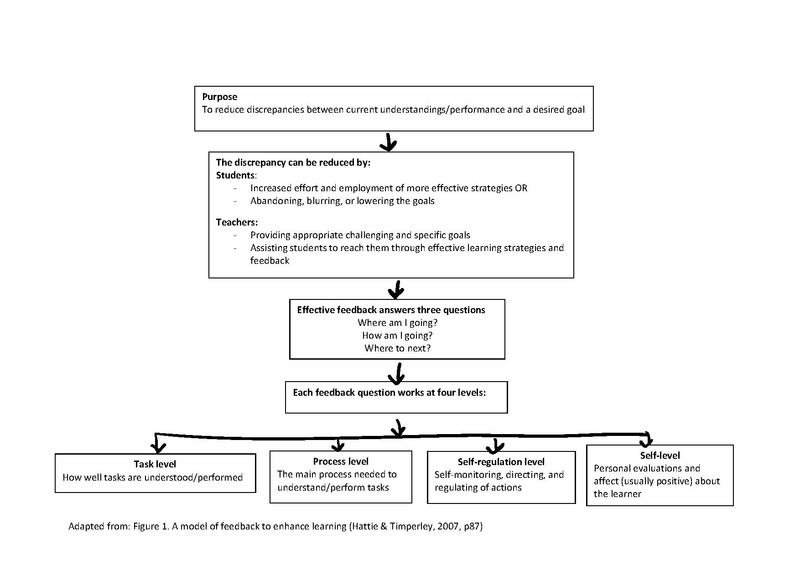 Purpose
To reduce discrepancies between current understandings/performance and a desired goal
The discrepancy can be reduced by:
Students:
- Increased effort and employment of more effective strategies OR
- Abandoning, blurring, or lowering the goals
Teachers:
- Providing appropriate challenging and specific goals
- Assisting students to reach them through effective learning strategies and
feedback
Effective feedback answers three questions
Where am I going?
How am I going?
Where to next?
Each feedback question works at four levels:
Task level
How well tasks are understood/performed
Process level
The main process needed to
understand/perform tasks
Self-regulation level
Self-monitoring, directing, and
regulating of actions
Self-level
Personal evaluations and
affect (usually positive) about
the learner
Adapted from: Figure 1. A model of feedback to enhance learning (Hattie & Timperley, 2007, p87)